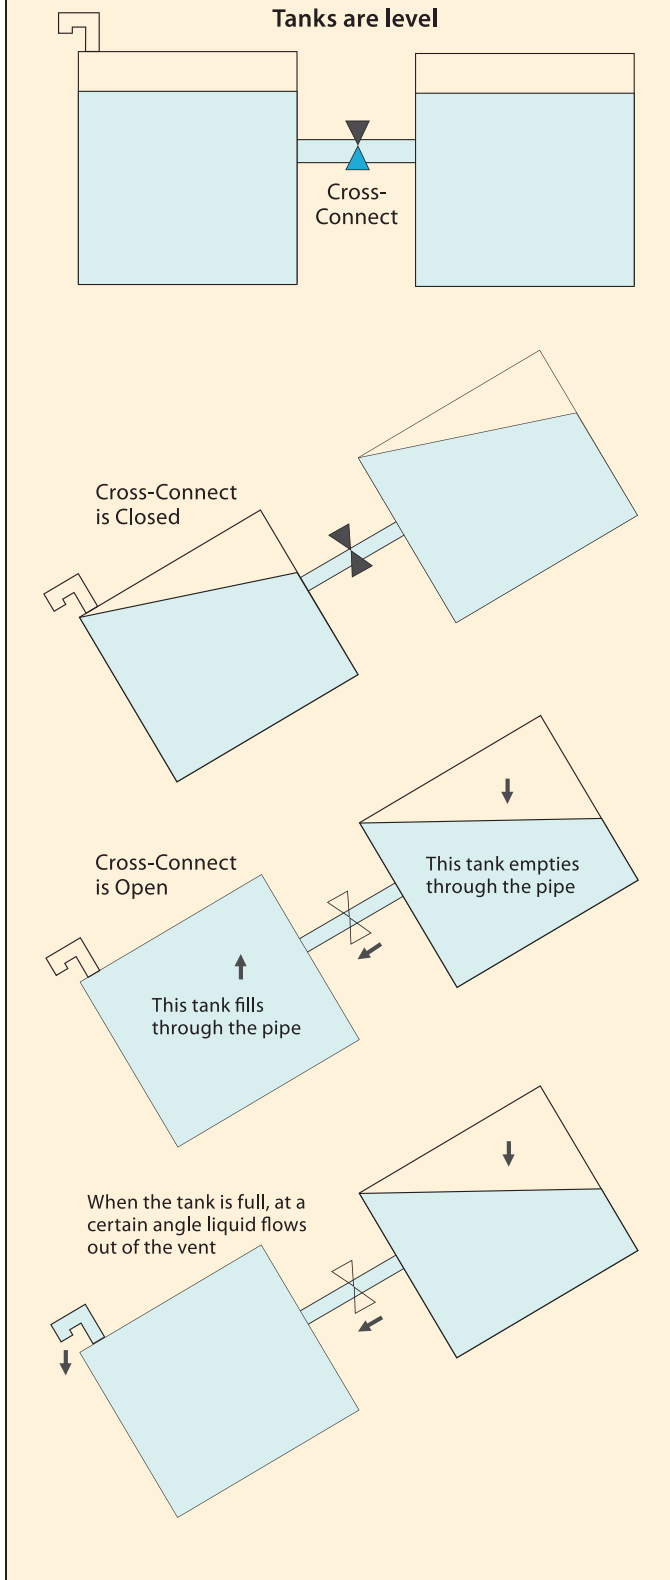 Tanks are level
Cross-
Connect
Cross-Connect
is Closed
Cross-Connect
is Open
This tank empties
through the pipe
This tank fills
through the pipe
When the tank is full, at a
certain angle liquid flows
out of the vent